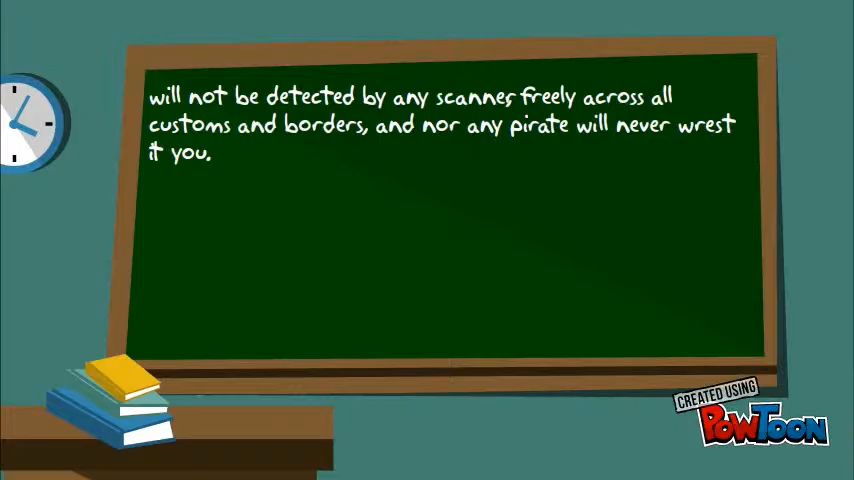 will not be detected by any scanner, freely across all
customs and borders, and nor any pirate will never wrest
it you.
CREATED USING
POWTOON